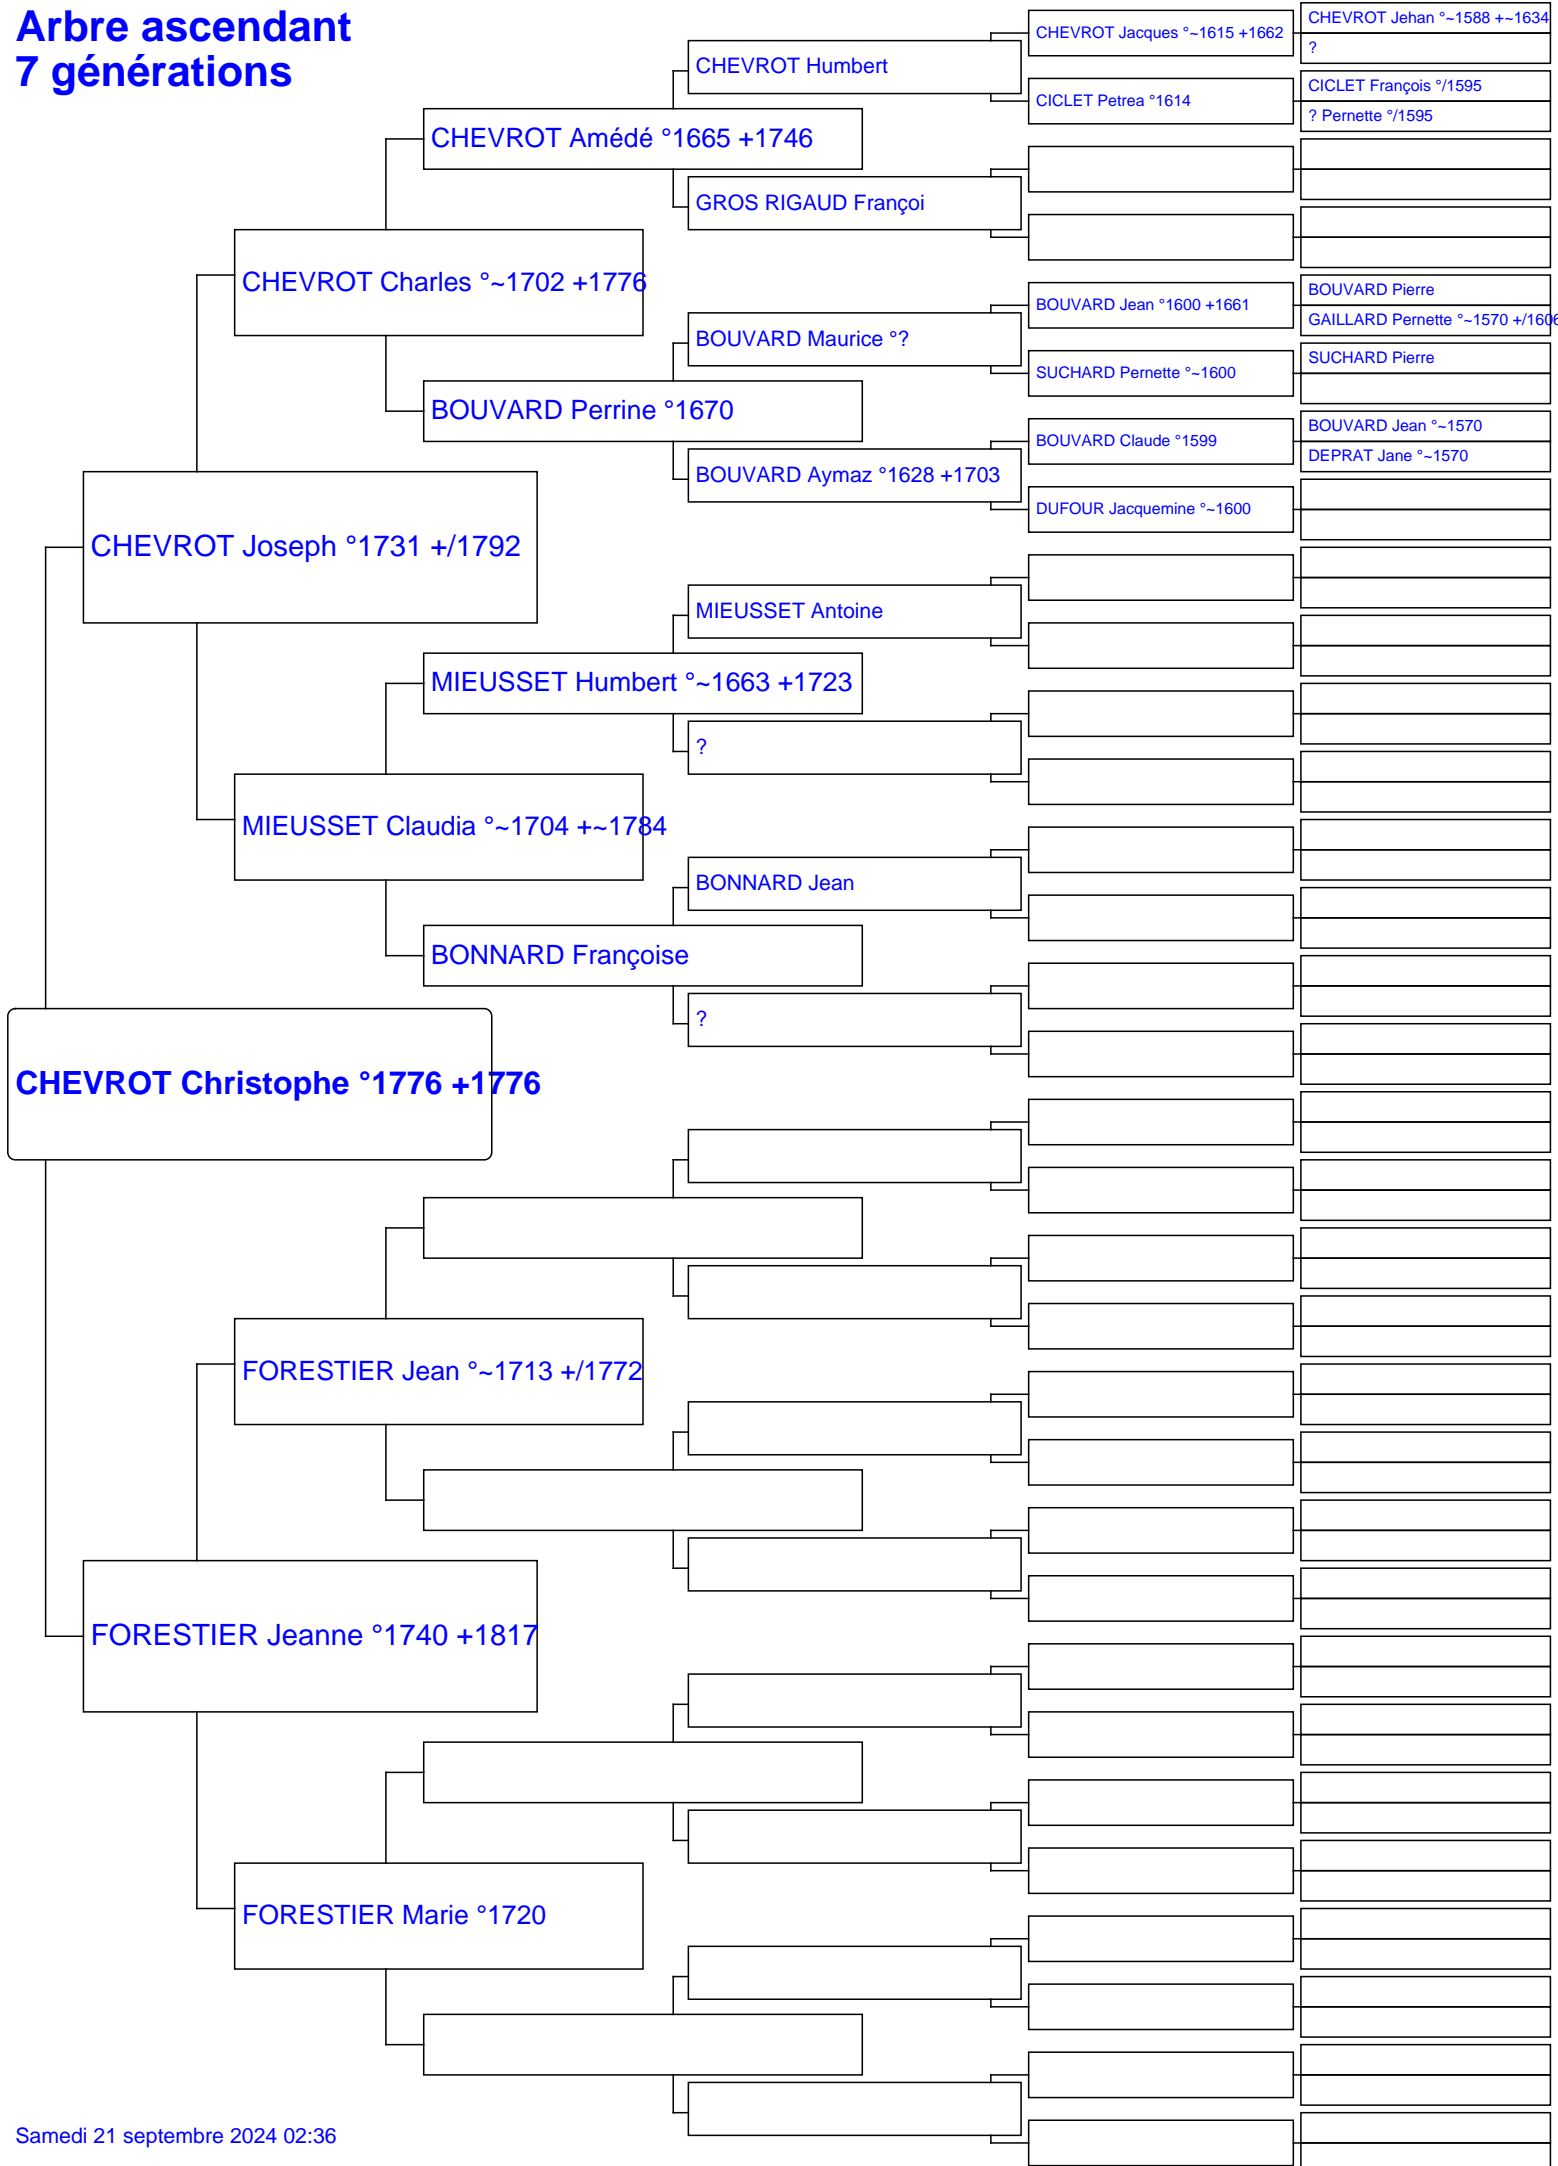 Arbre ascendant
7 générations
CHEVROT Jacques °~1615 +1662
CHEVROT Jehan °~1588 +~1634
?
CHEVROT Humbert
CICLET Petrea °1614
CICLET François °/1595
? Pernette °/1595
CHEVROT Amédé °1665 +1746
GROS RIGAUD Françoi
CHEVROT Charles °~1702 +1776
BOUVARD Jean °1600 +1661
BOUVARD Pierre
GAILLARD Pernette °~1570 +/1606
BOUVARD Maurice °?
SUCHARD Pernette °~1600
SUCHARD Pierre
BOUVARD Perrine °1670
BOUVARD Claude °1599
BOUVARD Jean °~1570
DEPRAT Jane °~1570
BOUVARD Aymaz °1628 +1703
DUFOUR Jacquemine °~1600
CHEVROT Joseph °1731 +/1792
MIEUSSET Antoine
MIEUSSET Humbert °~1663 +1723
?
MIEUSSET Claudia °~1704 +~1784
BONNARD Jean
BONNARD Françoise
?
CHEVROT Christophe °1776 +1776
FORESTIER Jean °~1713 +/1772
FORESTIER Jeanne °1740 +1817
FORESTIER Marie °1720
Samedi 21 septembre 2024 02:36